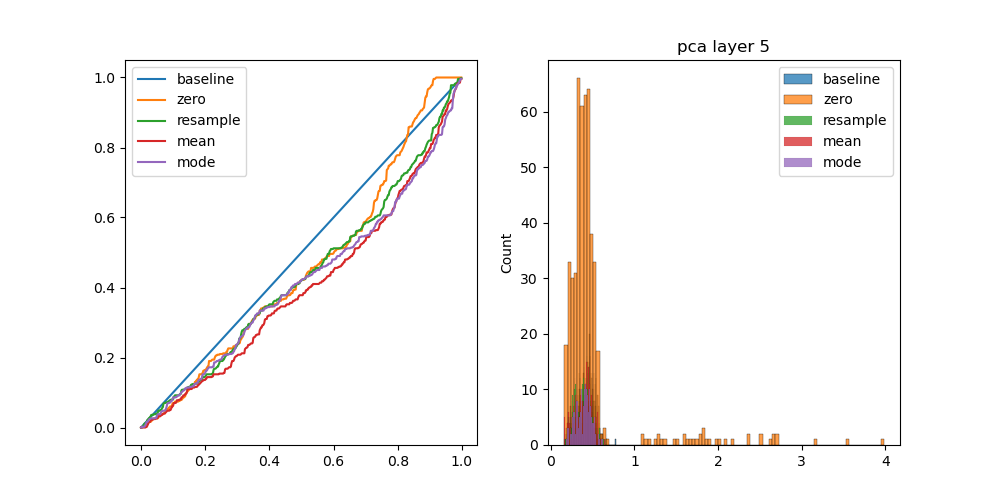 baseline
zero
resample
mean
mode
1.0
0.8
0.6
0.4
0.2
0.0
0.0 0.2 0.4 0.6 0.8 1.0
pca layer 5
baseline
zero
resample
mean
mode
Count
60
50
40
30
20
10
0
0 1 2 3 4